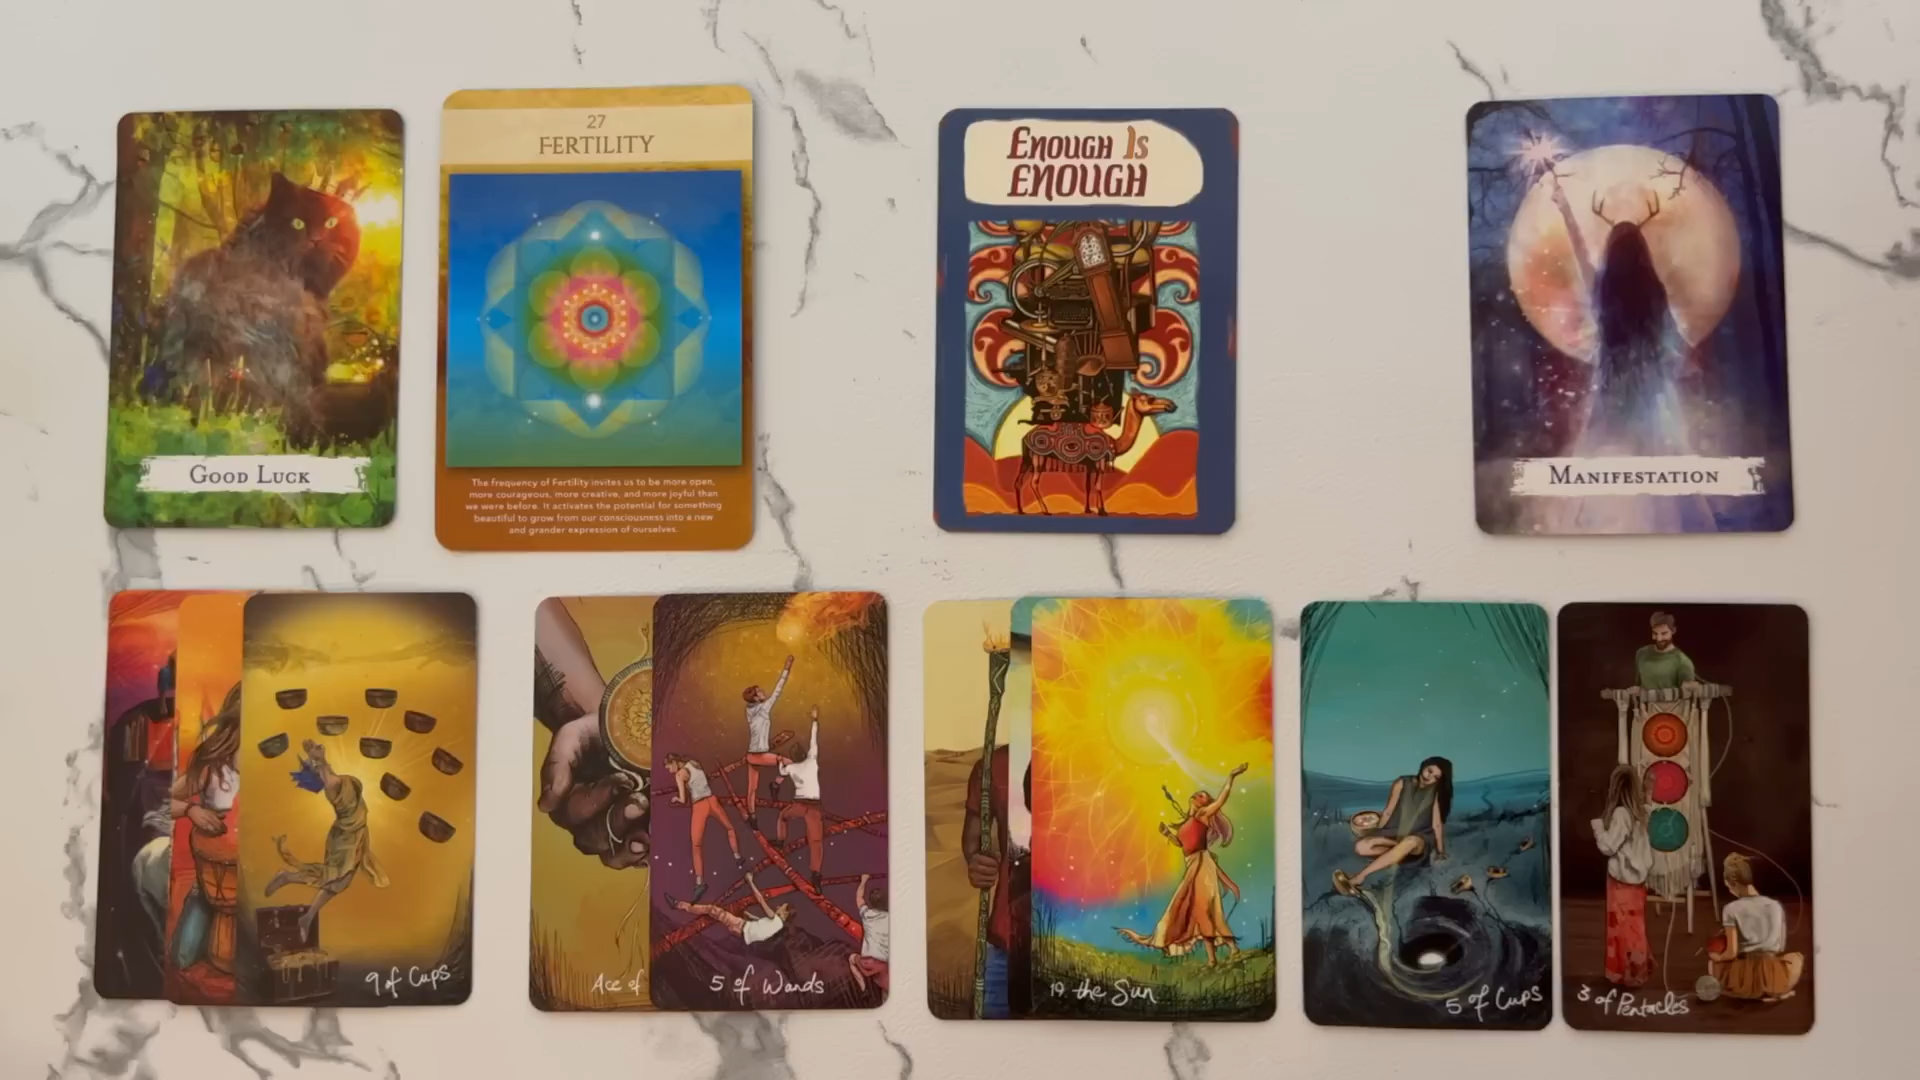 GOOD LUCK
27
FERTILITY
The frequency of Fertility invites us to be more open,
more courageous, more creative, and more joyful than
we were before. It activates the potential for something
beautiful to grow from our consciousness into a new
and grander expression of ourselves.
ENOUGH IS
ENOUGH
MANIFESTATION
9 of Cups
Ace of
5 of Wands
19 the Sun
5 of Cups
3 of Pentacles